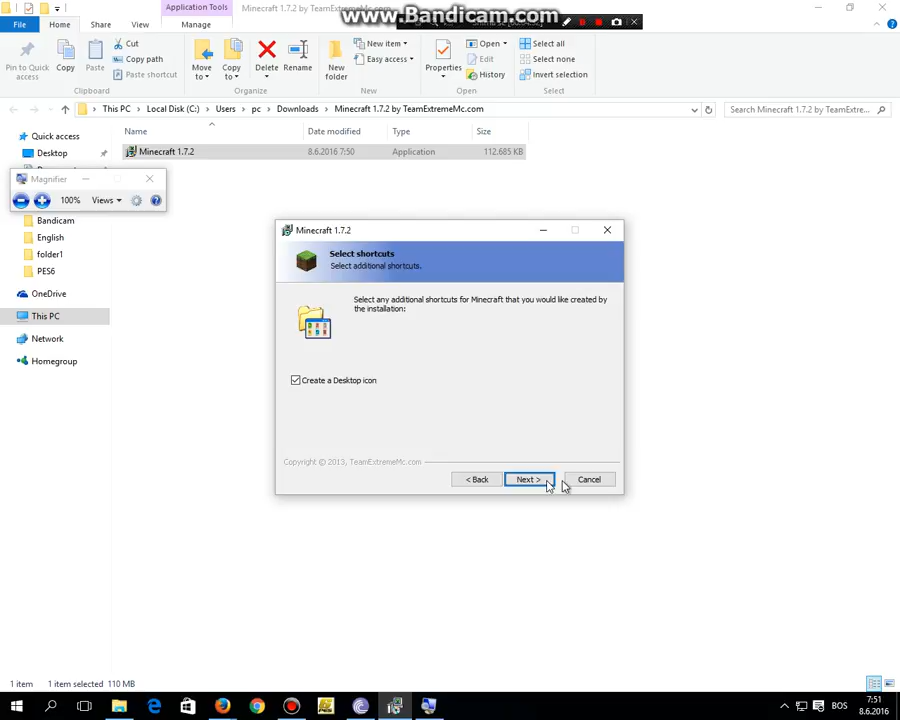 Application Tools
Minecraft 1.7.2 by TeamExtremeMc.com
www.Bandicam.com
File
Home
Share
View
Manage
Pin to Quick
access
Copy
Paste
Cut
Copy path
Paste shortcut
Clipboard
Move
to
Copy
to
Delete
Rename
Organize
New
folder
New item
Easy access
New
Properties
Open
Edit
History
Open
Select all
Select none
Invert selection
Select
This PC > Local Disk (C:) > Users > pc > Downloads > Minecraft 1.7.2 by TeamExtremeMc.com
Search Minecraft 1.7.2 by TeamExtre...
Name
Date modified
Type
Size
Minecraft 1.7.2
8.6.2016 7:50
Application
112.685 KB
Quick access
Desktop
Magnifier
100%
Views
Bandicam
English
folder1
PES6
OneDrive
This PC
Network
Homegroup
Minecraft 1.7.2
Select shortcuts
Select additional shortcuts.
Select any additional shortcuts for Minecraft that you would like created by
the installation:
Create a Desktop icon
Copyright © 2013, TeamExtremeMc.com
< Back
Next >
Cancel
1 item
1 item selected
110 MB
BOS
7:51
8.6.2016